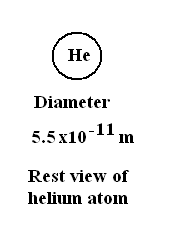 He
Diameter
5.5x10⁻¹¹ m
Rest view of
helium atom